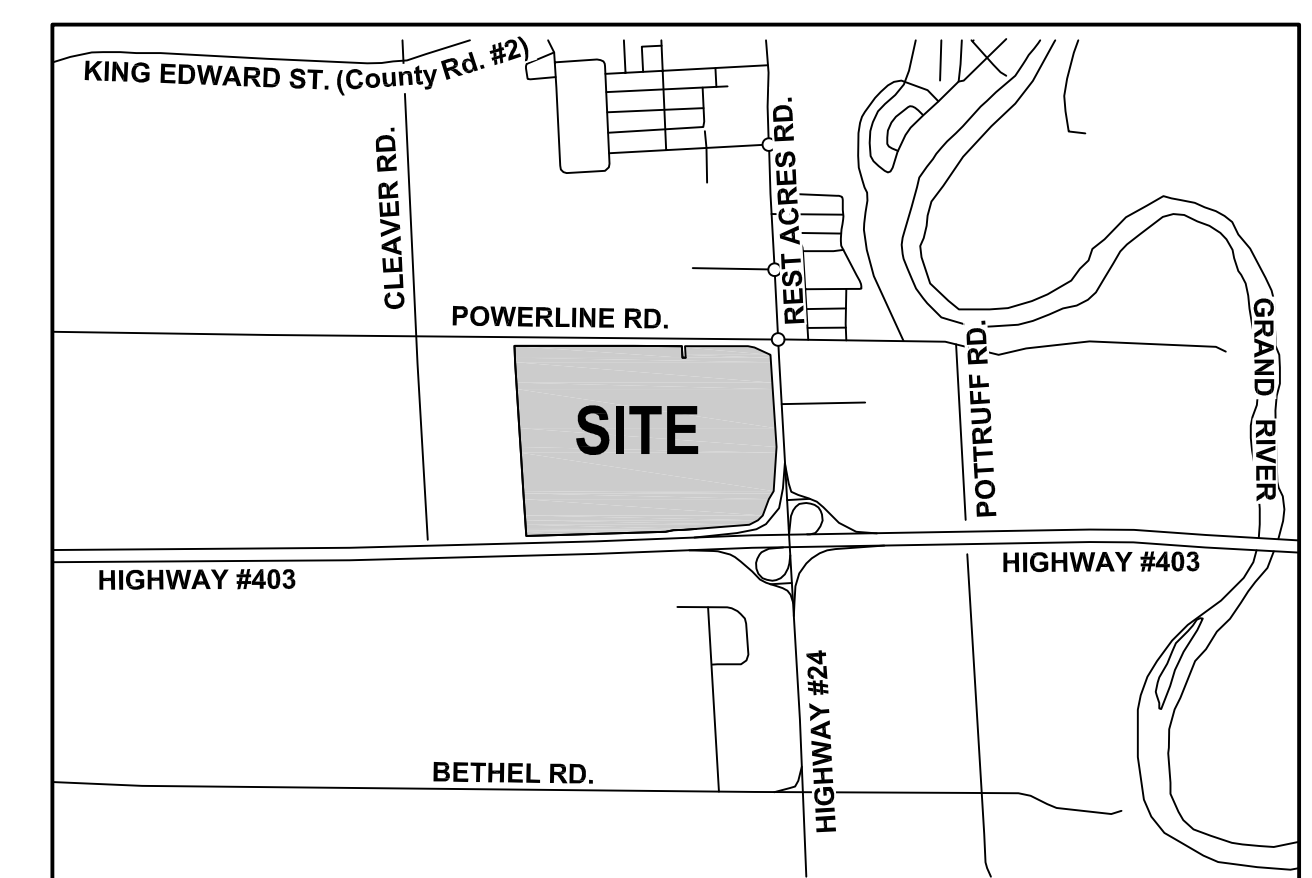 KING EDWARD ST. (County Rd. #2)
CLEAVER RD.
REST ACRES RD.
POWERLINE RD.
SITE
POTTRUFF RD.
GRAND RIVER
HIGHWAY #403
HIGHWAY #403
HIGHWAY #24
BETHEL RD.